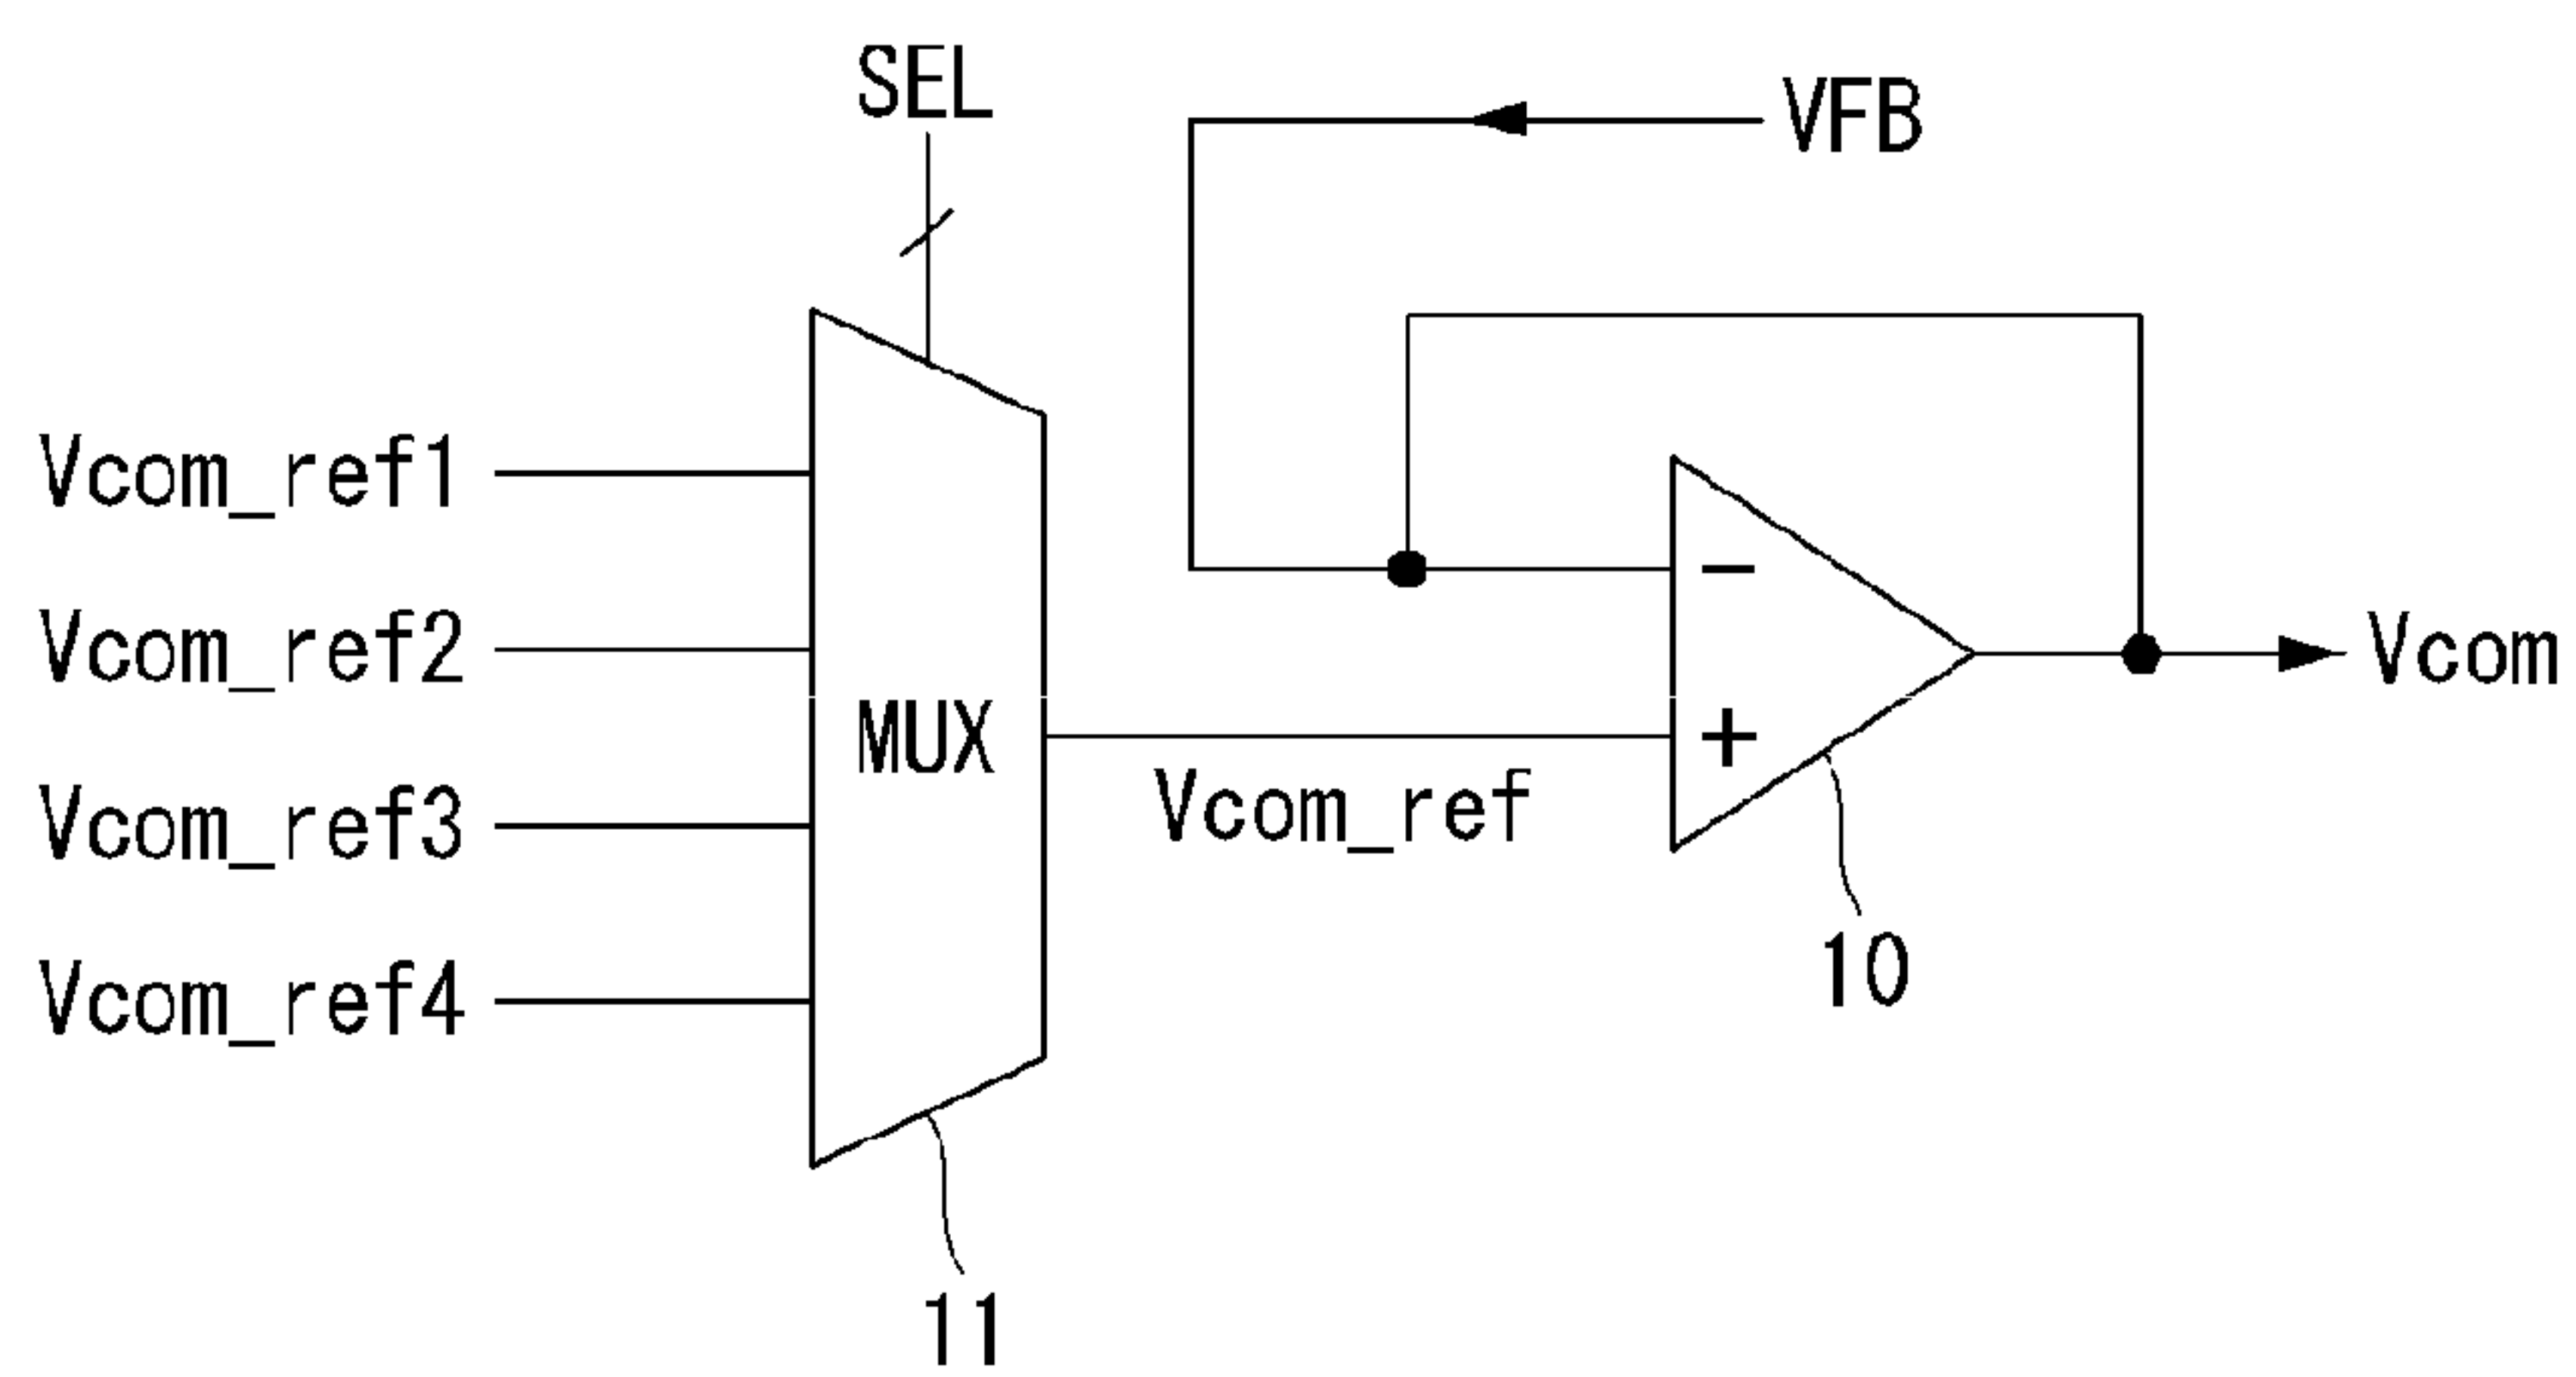 SEL
VFB
Vcom_ref1
Vcom_ref2
Vcom_ref3
Vcom_ref4
MUX
Vcom_ref
−
+
Vcom
10
11